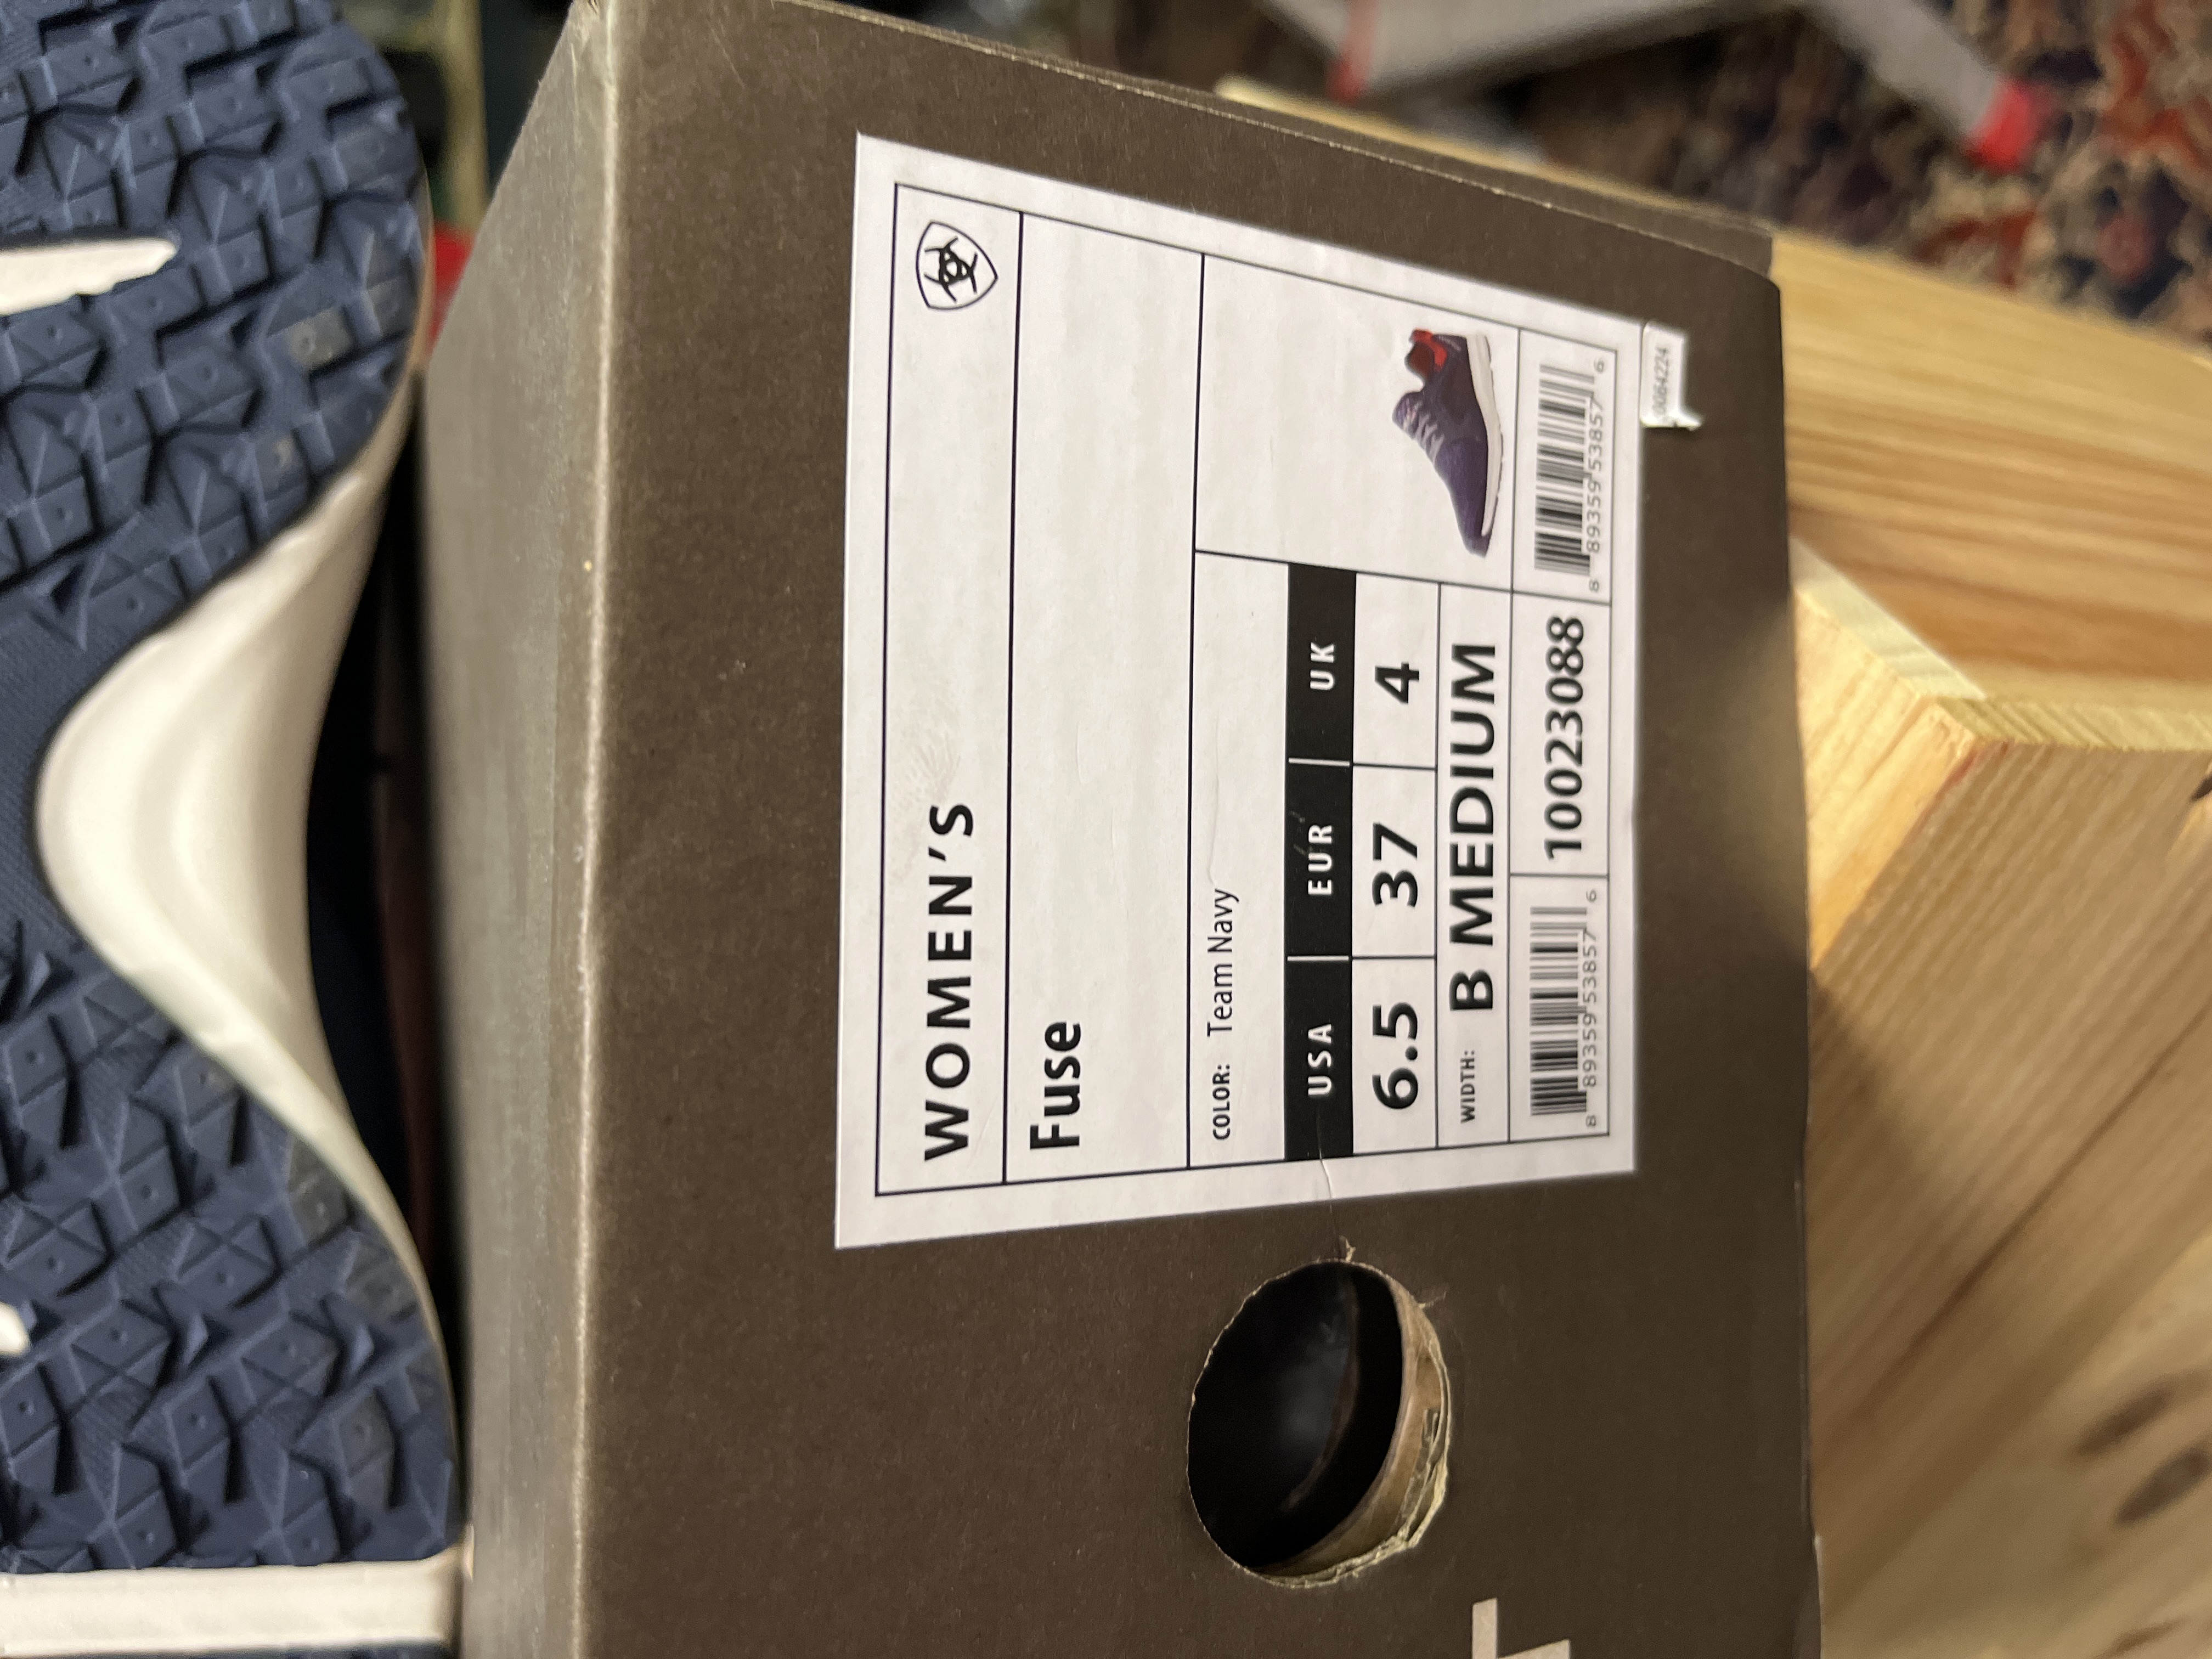 WOMEN'S
Fuse
COLOR: Team Navy
USA EUR UK
6.5 37 4
WIDTH: B MEDIUM
8 89359 53857 6
10023088
8 89359 53857 6